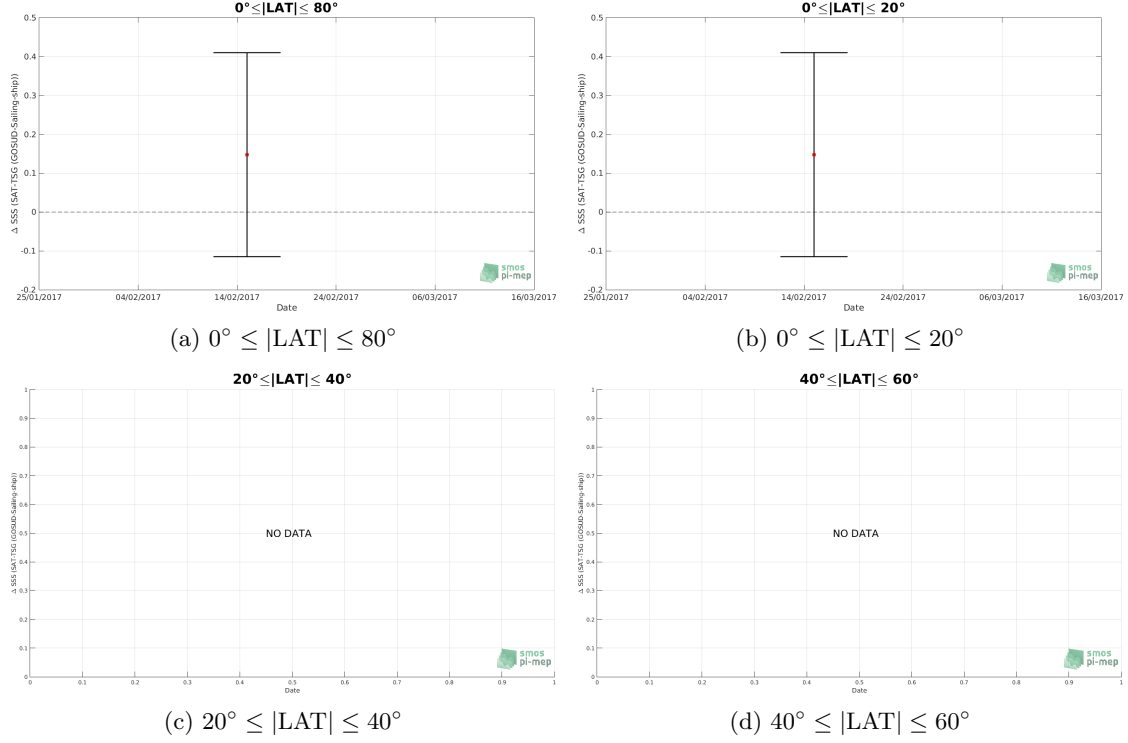 0°≤|LAT|≤ 80°
Δ SSS (SAT-TSG (GOSUD-Sailing-ship))
0.5
0.4
0.3
0.2
0.1
0
-0.1
-0.2
25/01/2017 04/02/2017 14/02/2017 24/02/2017 06/03/2017 16/03/2017
Date
smos
pi-mep
(a) 0° ≤ |LAT| ≤ 80°
0°≤|LAT|≤ 20°
Δ SSS (SAT-TSG (GOSUD-Sailing-ship))
0.5
0.4
0.3
0.2
0.1
0
-0.1
-0.2
25/01/2017 04/02/2017 14/02/2017 24/02/2017 06/03/2017 16/03/2017
Date
smos
pi-mep
(b) 0° ≤ |LAT| ≤ 20°
20°≤|LAT|≤ 40°
Δ SSS (SAT-TSG (GOSUD-Sailing-ship))
1
0.9
0.8
0.7
0.6
0.5
0.4
0.3
0.2
0.1
0
NO DATA
0 0.1 0.2 0.3 0.4 0.5 0.6 0.7 0.8 0.9 1
Date
smos
pi-mep
(c) 20° ≤ |LAT| ≤ 40°
40°≤|LAT|≤ 60°
Δ SSS (SAT-TSG (GOSUD-Sailing-ship))
1
0.9
0.8
0.7
0.6
0.5
0.4
0.3
0.2
0.1
0
NO DATA
0 0.1 0.2 0.3 0.4 0.5 0.6 0.7 0.8 0.9 1
Date
smos
pi-mep
(d) 40° ≤ |LAT| ≤ 60°